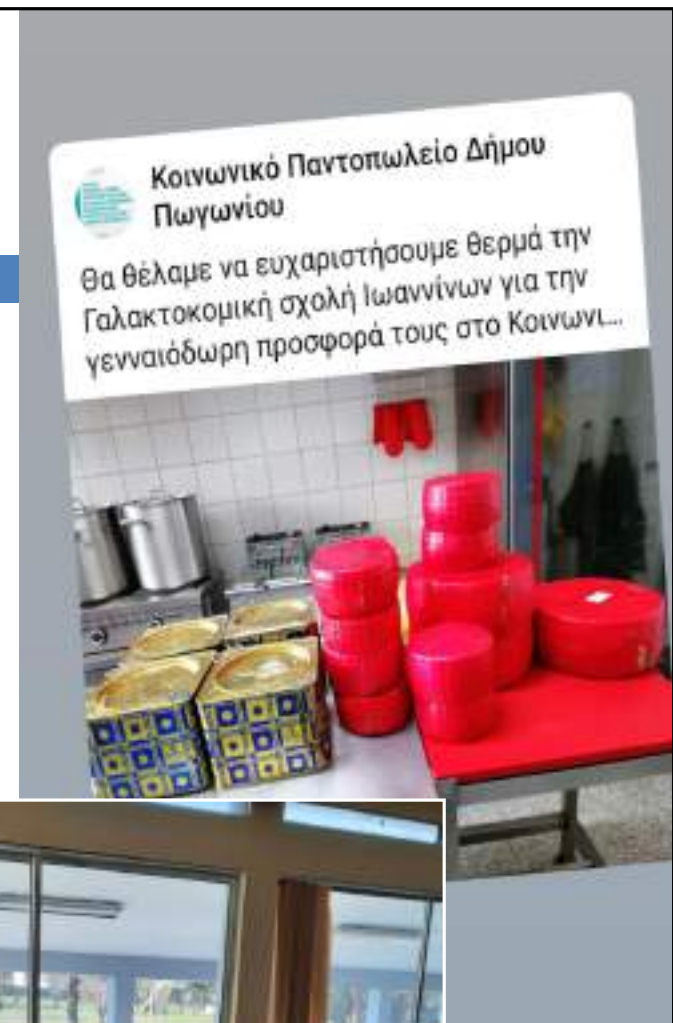 Κοινωνικό Παντοπωλείο Δήμου
Πωγωνίου
Θα θέλαμε να ευχαριστήσουμε θερμά την
Γαλακτοκομική σχολή Ιωαννίνων για την
γενναιόδωρη προσφορά τους στο Κοινωνι...